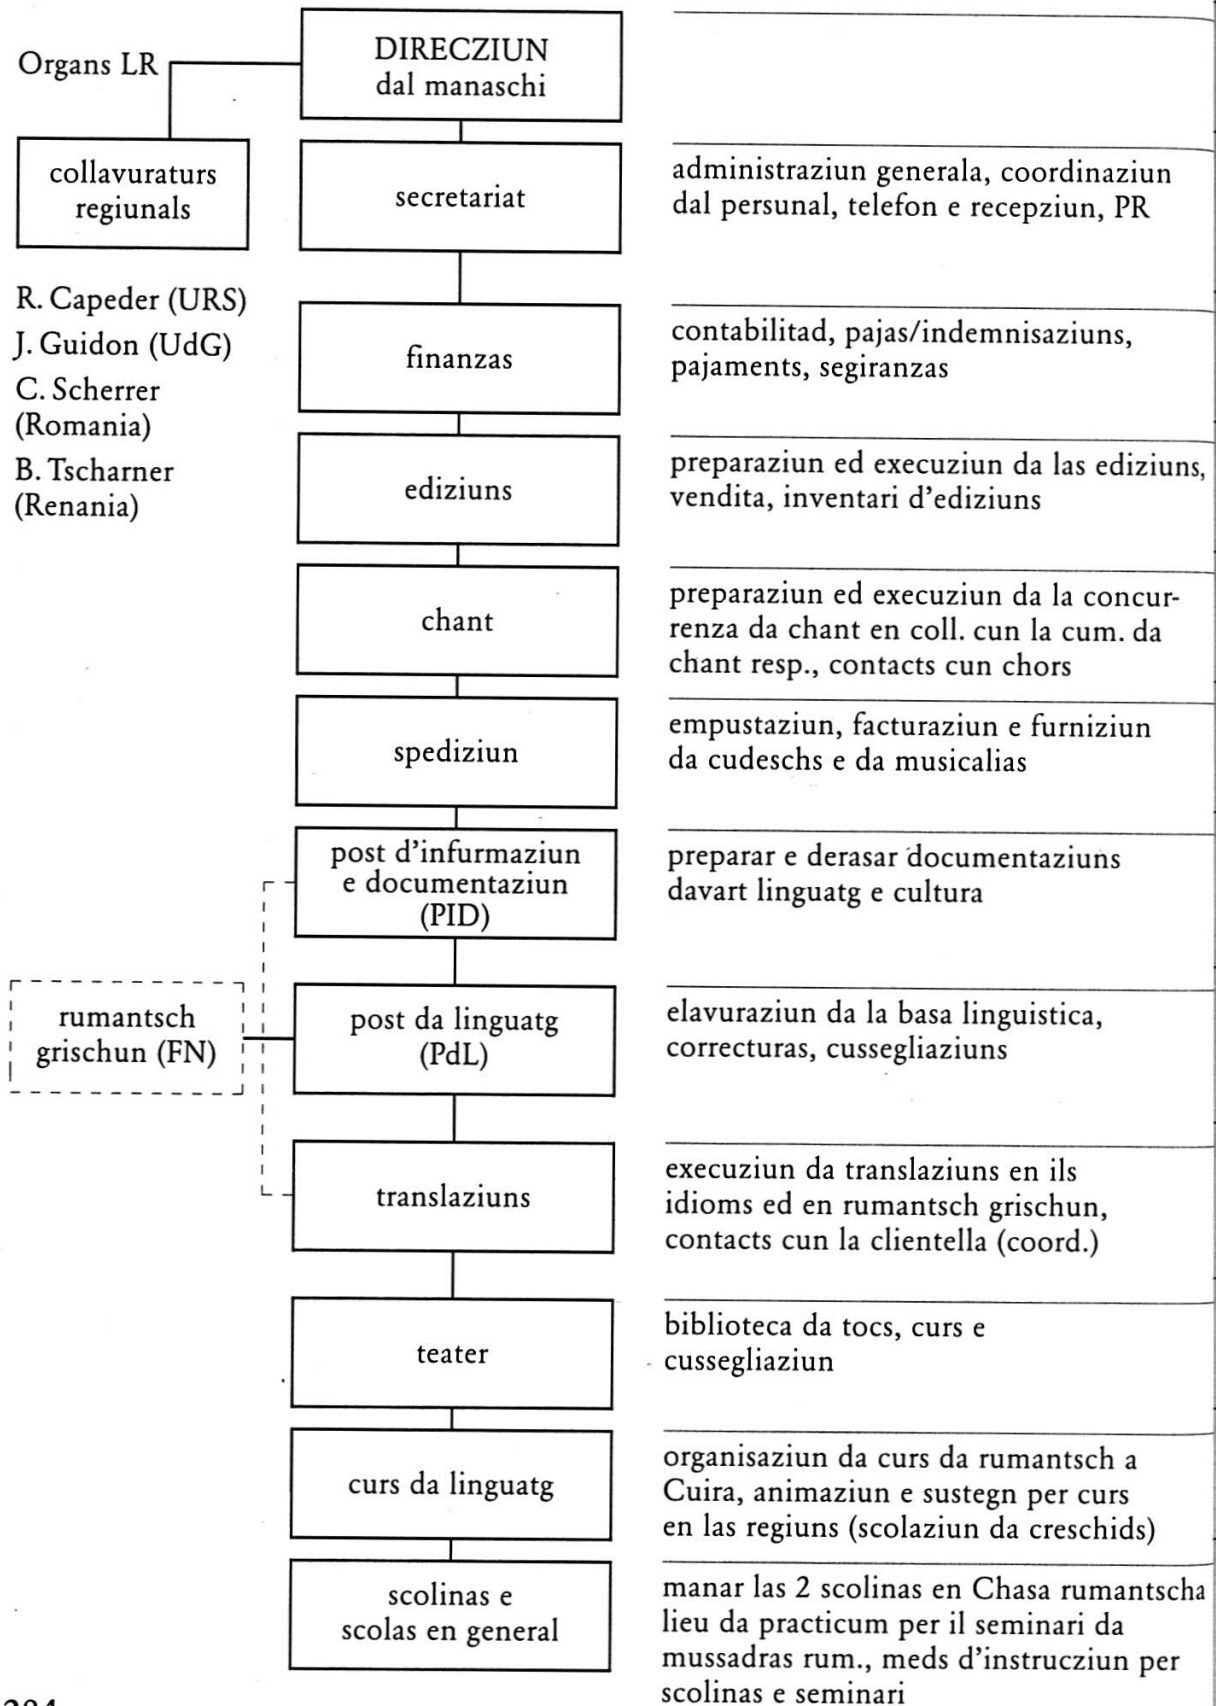 Organs LR
DIRECZIUN
dal manaschi
collavuraturs
regiunals
R. Capeder (URS)
J. Guidon (UdG)
C. Scherrer
(Romania)
B. Tscharner
(Renania)
secretariat
administraziun generala, coordinaziun
dal persunal, telefon e recepziun, PR
finanzas
contabilitad, pajas/indemnisaziuns,
pajaments, segiranzas
ediziuns
preparaziun ed execuziun da las ediziuns,
vendita, inventari d'ediziuns
chant
preparaziun ed execuziun da la concur-
renza da chant en coll. cun la cum. da
chant resp., contacts cun chors
spediziun
empustaziun, facturaziun e furniziun
da cudeschs e da musicalias
post d'infurmaziun
e documentaziun
(PID)
preparar e derasar documentaziuns
davart linguatg e cultura
rumantsch
grischun (FN)
post da linguatg
(PdL)
elavuraziun da la basa linguistica,
correcturas, cussegliaziuns
translaziuns
execuziun da translaziuns en ils
idioms ed en rumantsch grischun,
contacts cun la clientella (coord.)
teater
biblioteca da tocs, curs e
cussegliaziun
curs da linguatg
organisaziun da curs da rumantsch a
Cuira, animaziun e sustegn per curs
en las regiuns (scolaziun da creschids)
scolinas e
scolas en general
manar las 2 scolinas en Chasa rumantscha
lieu da practicum per il seminari da
mussadras rum., meds d'instrucziun per
scolinas e seminari